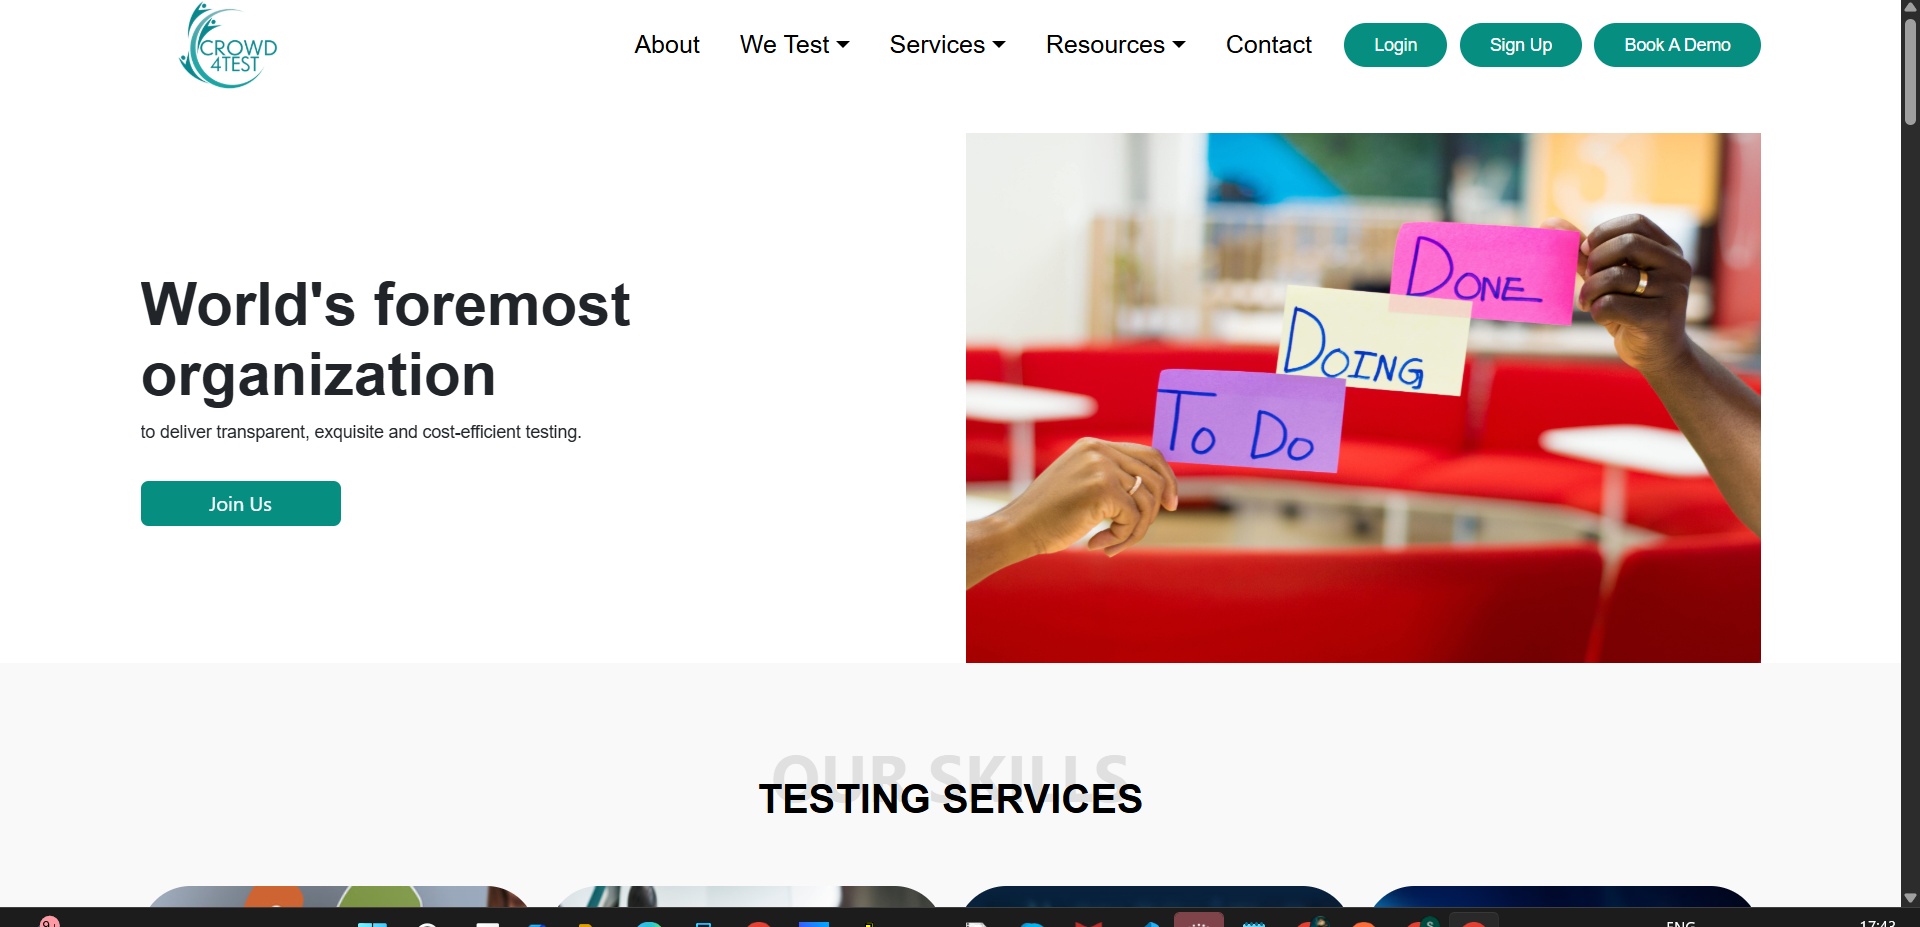 CROWD
4TEST
About
We Test
Services
Resources
Contact
Login
Sign Up
Book A Demo
World's foremost
organization
to deliver transparent, exquisite and cost-efficient testing.
Join Us
DONE
DOING
TO DO
OUR SKILLS
TESTING SERVICES
ENG
17:43